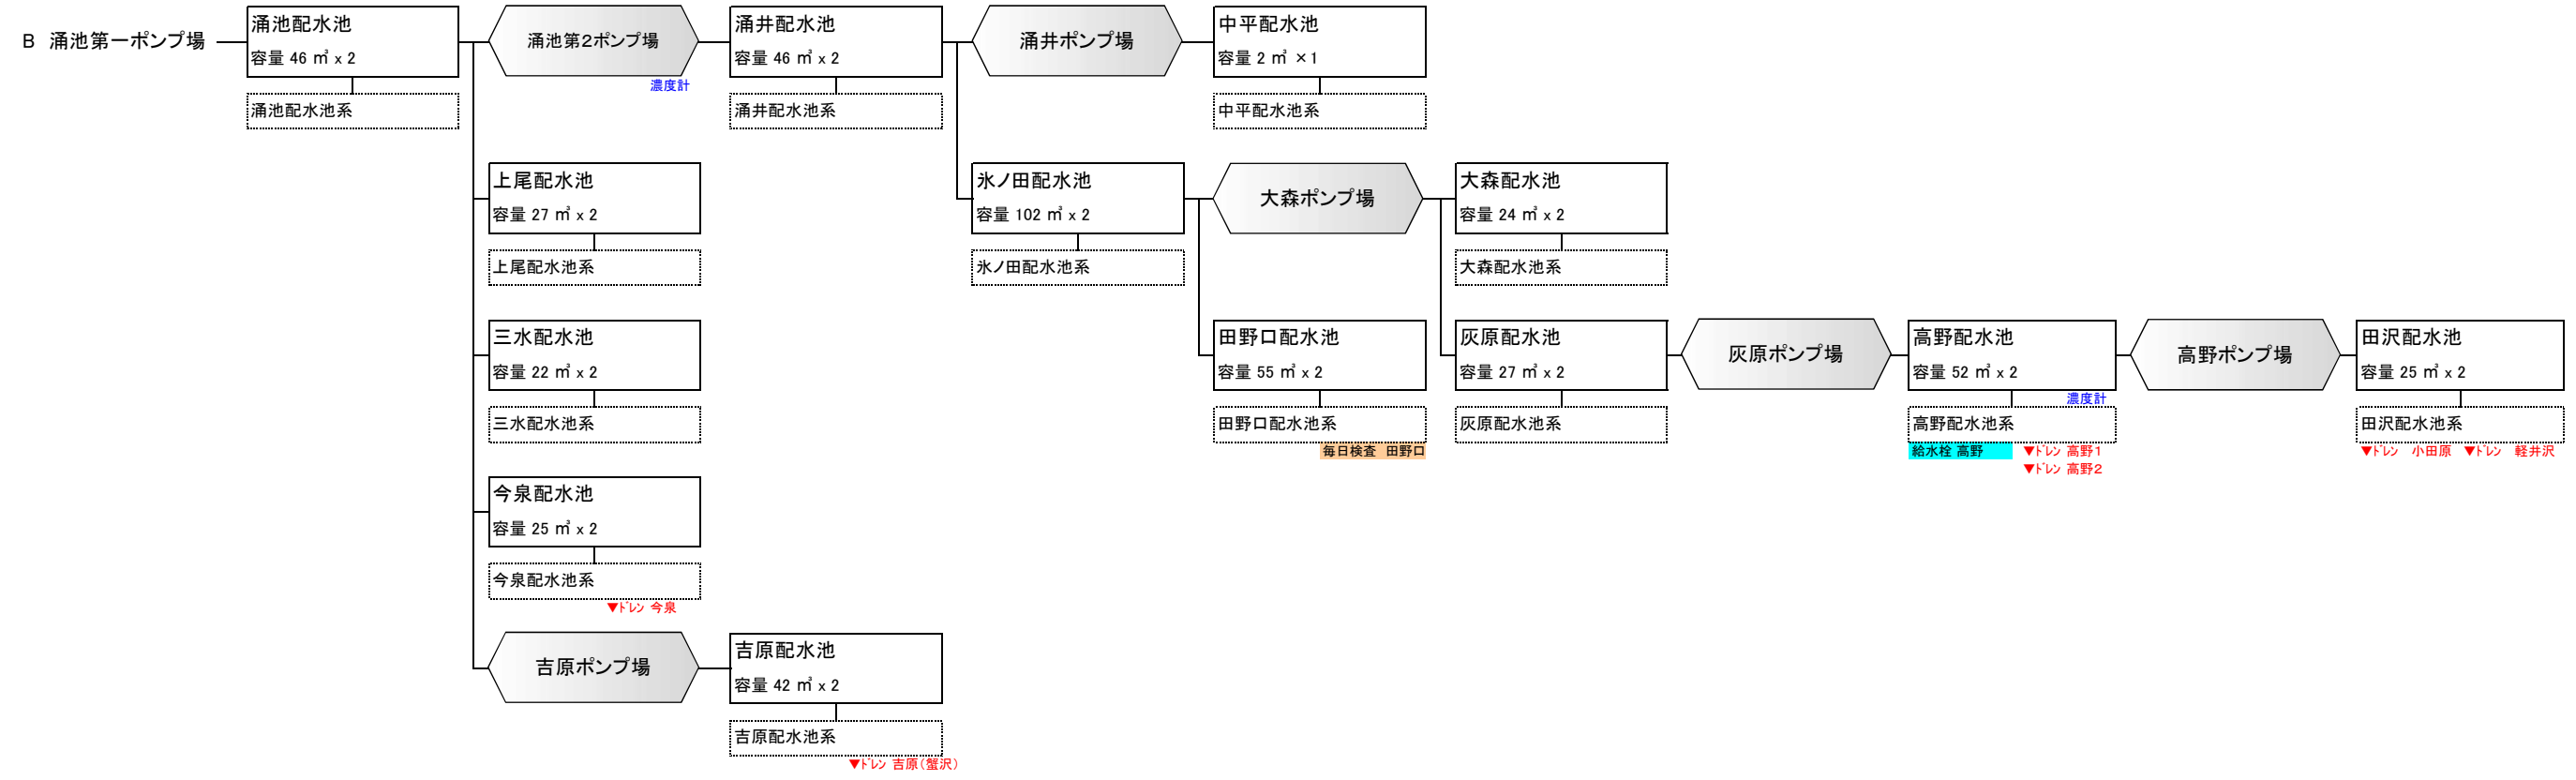 B 涌池第一ポンプ場
涌池配水池
容量 46 ㎥ x 2
涌池配水池系
涌池第2ポンプ場
濃度計
涌井配水池
容量 46 ㎥ x 2
涌井配水池系
涌井ポンプ場
中平配水池
容量 2 ㎥ ×1
中平配水池系
上尾配水池
容量 27 ㎥ x 2
上尾配水池系
氷ノ田配水池
容量 102 ㎥ x 2
氷ノ田配水池系
大森ポンプ場
大森配水池
容量 24 ㎥ x 2
大森配水池系
三水配水池
容量 22 ㎥ x 2
三水配水池系
田野口配水池
容量 55 ㎥ x 2
田野口配水池系
毎日検査 田野口
灰原配水池
容量 27 ㎥ x 2
灰原配水池系
灰原ポンプ場
高野配水池
容量 52 ㎥ x 2
濃度計
高野配水池系
給水栓 高野
▼ドレン 高野1
▼ドレン 高野2
高野ポンプ場
田沢配水池
容量 25 ㎥ x 2
田沢配水池系
▼ドレン 小田原 ▼ドレン 軽井沢
今泉配水池
容量 25 ㎥ x 2
今泉配水池系
▼ドレン 今泉
吉原ポンプ場
吉原配水池
容量 42 ㎥ x 2
吉原配水池系
▼ドレン 吉原(蟹沢)